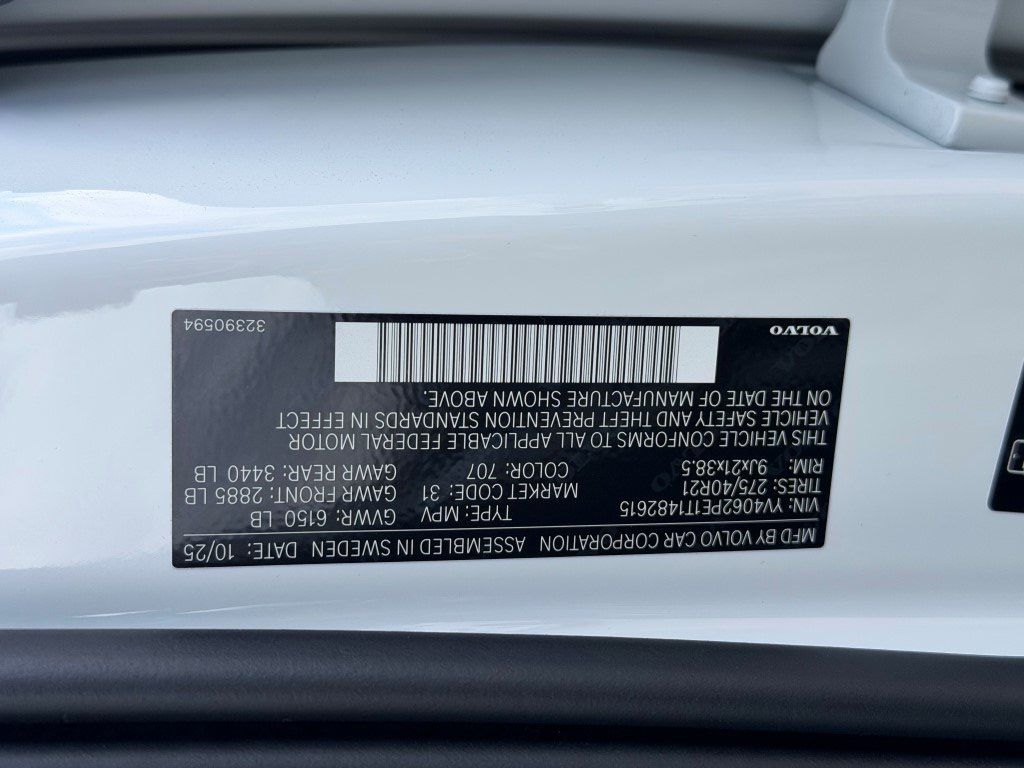 MFD BY VOLVO CAR CORPORATION ASSEMBLED IN SWEDEN DATE: 10/25
VIN: YV4062PE1T1482615 TYPE: MPV GVWR: 6150 LB
TIRES: 275/40R21 MARKET CODE: 31 GAWR FRONT: 2885 LB
RIM: 9Jx21x38.5 COLOR: 707 GAWR REAR: 3440 LB
THIS VEHICLE CONFORMS TO ALL APPLICABLE FEDERAL MOTOR
VEHICLE SAFETY AND THEFT PREVENTION STANDARDS IN EFFECT
ON THE DATE OF MANUFACTURE SHOWN ABOVE.
VOLVO 32390594